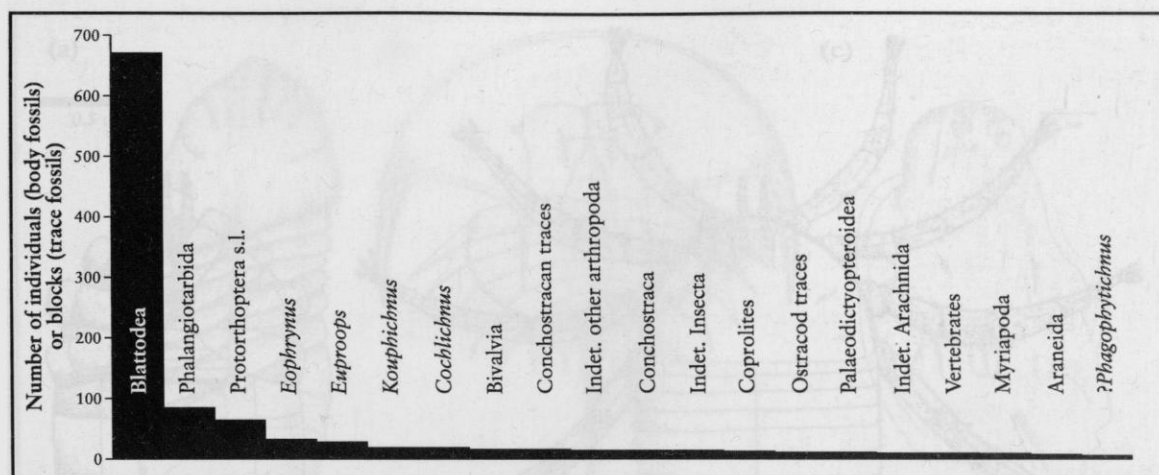 (a)
(b)
Number of individuals (body fossils)
or blocks (trace fossils)
700
600
500
400
300
200
100
0
Blattodea
Phalangiotarbida
Protorthoptera s.l.
Eophrynus
Euproops
Kouphichnus
Cochlichnus
Bivalvia
Conchostracan traces
Indet. other arthropoda
Conchostraca
Indet. Insecta
Coprolites
Ostracod traces
Palaeodictyopteroidea
Indet. Arachnida
Vertebrates
Myriapoda
Araneida
?Phagophytichnus